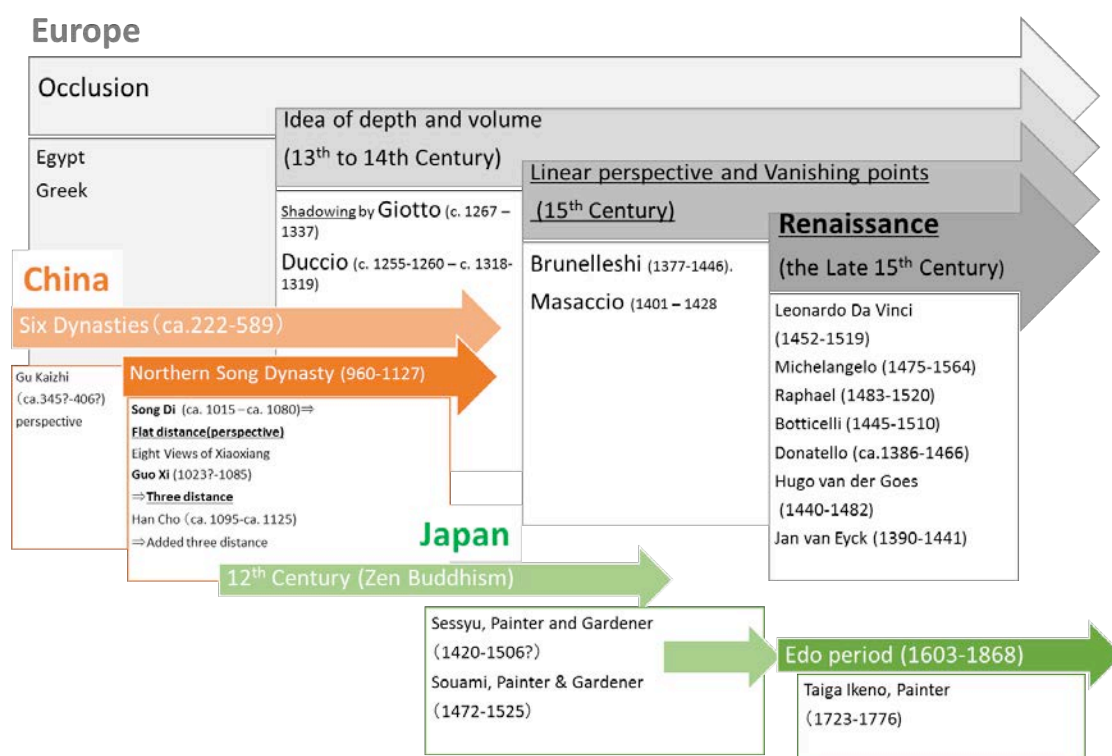 Europe
Occlusion
Egypt
Greek
Idea of depth and volume
(13th to 14th Century)
Shadowing by Giotto (c. 1267 –
1337)
Duccio (c. 1255-1260 – c. 1318-
1319)
Linear perspective and Vanishing points
(15th Century)
Brunelleshi (1377-1446).
Masaccio (1401 – 1428
Renaissance
(the Late 15th Century)
Leonardo Da Vinci
(1452-1519)
Michelangelo (1475-1564)
Raphael (1483-1520)
Botticelli (1445-1510)
Donatello (ca.1386-1466)
Hugo van der Goes
(1440-1482)
Jan van Eyck (1390-1441)
China
Six Dynasties（ca.222-589）
Gu Kaizhi
（ca.345?-406?）
perspective
Northern Song Dynasty (960-1127)
Song Di (ca. 1015 – ca. 1080)⇒
Flat distance(perspective)
Eight Views of Xiaoxiang
Guo Xi (1023?-1085)
⇒Three distance
Han Cho（ca. 1095-ca. 1125）
⇒Added three distance
Japan
12th Century (Zen Buddhism)
Sessyu, Painter and Gardener
（1420-1506?）
Souami, Painter & Gardener
（1472-1525）
Edo period (1603-1868)
Taiga Ikeno, Painter
（1723-1776)